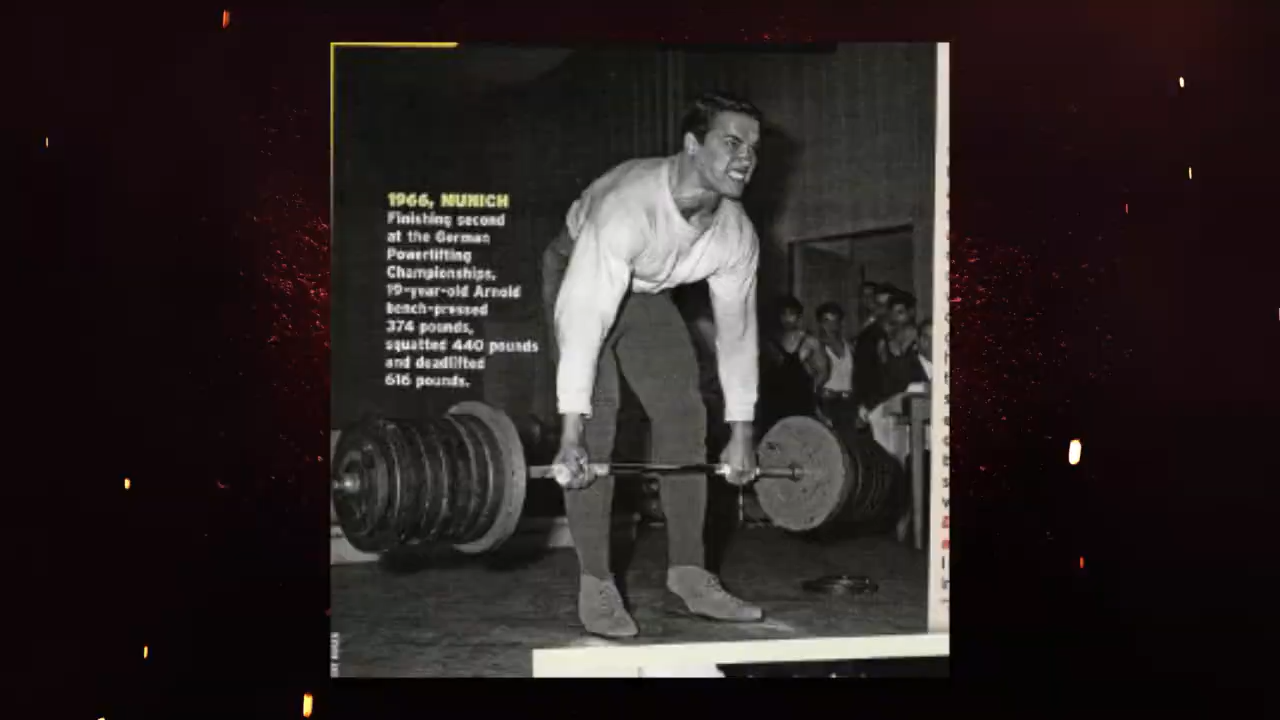 1966, MUNICH
Finishing second
at the German
Powerlifting
Championships,
19-year-old Arnold
bench-pressed
374 pounds,
squatted 440 pounds
and deadlifted
616 pounds.